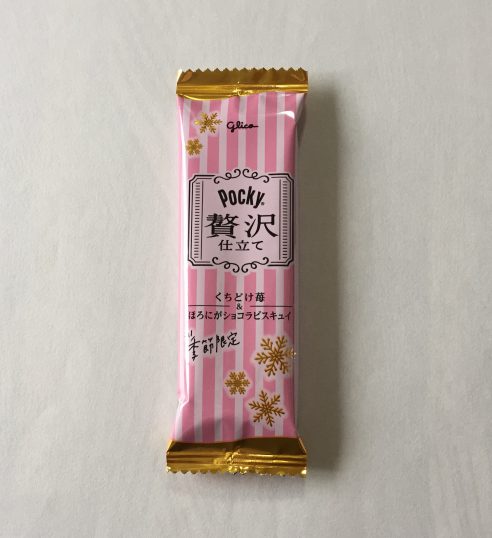 glico
Pocky®
贅沢
仕立て
くちどけ苺
&
ほろにがショコラビスキュイ
季節限定